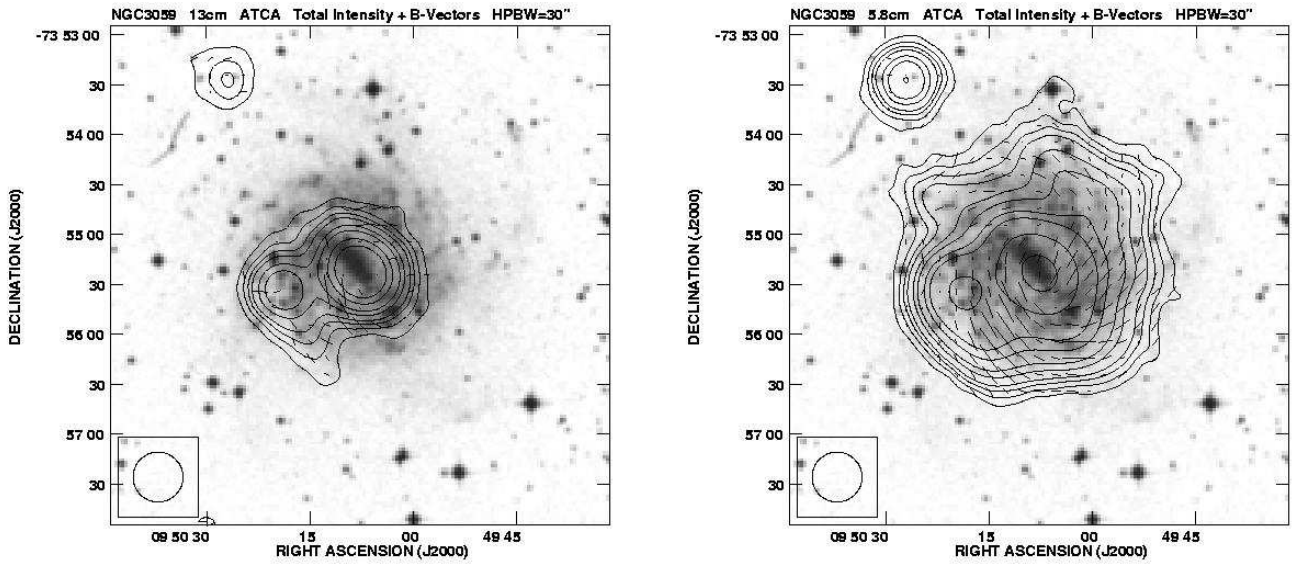 NGC3059 13cm ATCA Total Intensity + B-Vectors HPBW=30"
-73 53 00
30
54 00
30
55 00
30
56 00
30
57 00
30
DECLINATION (J2000)
09 50 30 15 00 49 45
RIGHT ASCENSION (J2000)
NGC3059 5.8cm ATCA Total Intensity + B-Vectors HPBW=30"
-73 53 00
30
54 00
30
55 00
30
56 00
30
57 00
30
DECLINATION (J2000)
09 50 30 15 00 49 45
RIGHT ASCENSION (J2000)